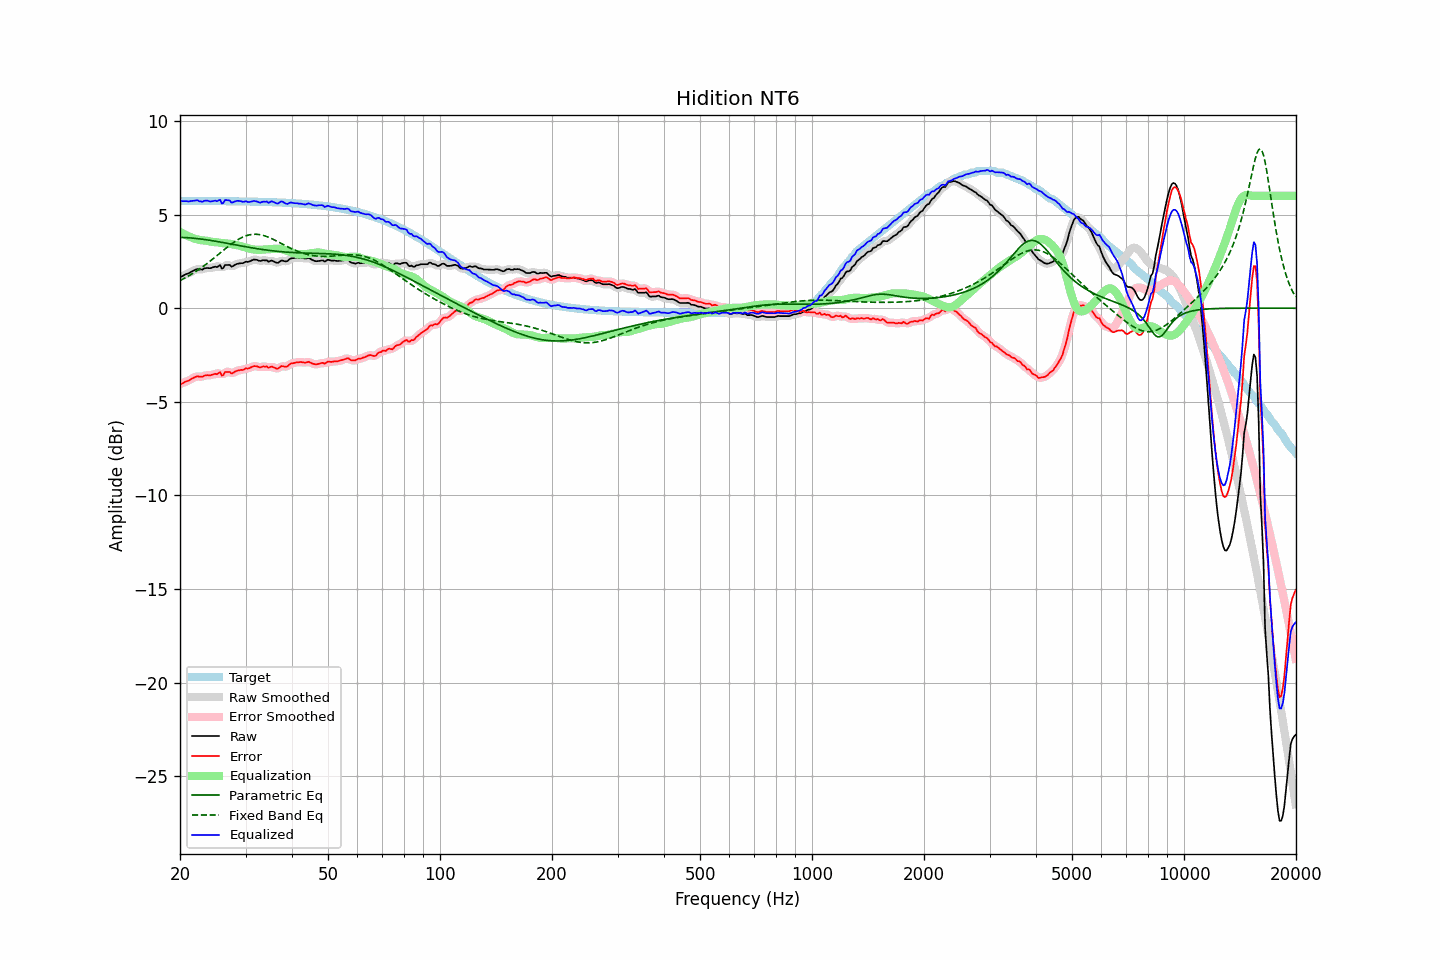 Hidition NT6
10
5
0
−5
−10
−15
−20
−25
Amplitude (dBr)
Target
Raw Smoothed
Error Smoothed
Raw
Error
Equalization
Parametric Eq
Fixed Band Eq
Equalized
20 50 100 200 500 1000 2000 5000 10000 20000
Frequency (Hz)